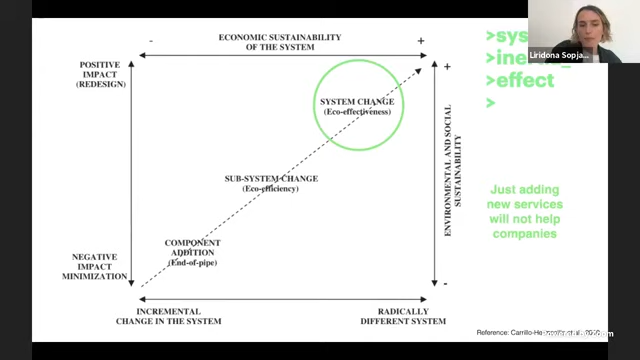 ECONOMIC SUSTAINABILITY
OF THE SYSTEM
-
+
POSITIVE
IMPACT
(REDESIGN)
+
SYSTEM CHANGE
(Eco-effectiveness)
SUB-SYSTEM CHANGE
(Eco-efficiency)
COMPONENT
ADDITION
(End-of-pipe)
NEGATIVE
IMPACT
MINIMIZATION
-
ENVIRONMENTAL AND SOCIAL
SUSTAINABILITY
INCREMENTAL
CHANGE IN THE SYSTEM
RADICALLY
DIFFERENT SYSTEM
>effect
>
Just adding
new services
will not help
companies
Liridona Sopja...
Reference: